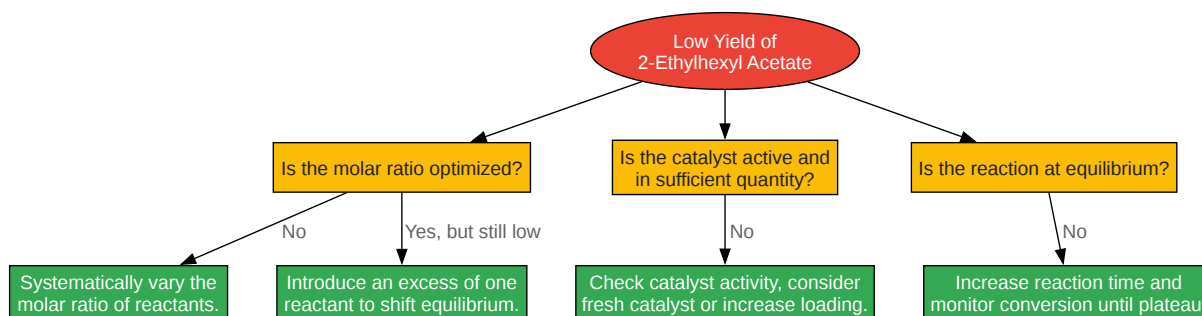 Low Yield of
2-Ethylhexyl Acetate
Is the molar ratio optimized?
Is the catalyst active and
in sufficient quantity?
Is the reaction at equilibrium?
No
Yes, but still low
No
No
Systematically vary the
molar ratio of reactants.
Introduce an excess of one
reactant to shift equilibrium.
Check catalyst activity, consider
fresh catalyst or increase loading.
Increase reaction time and
monitor conversion until plateau